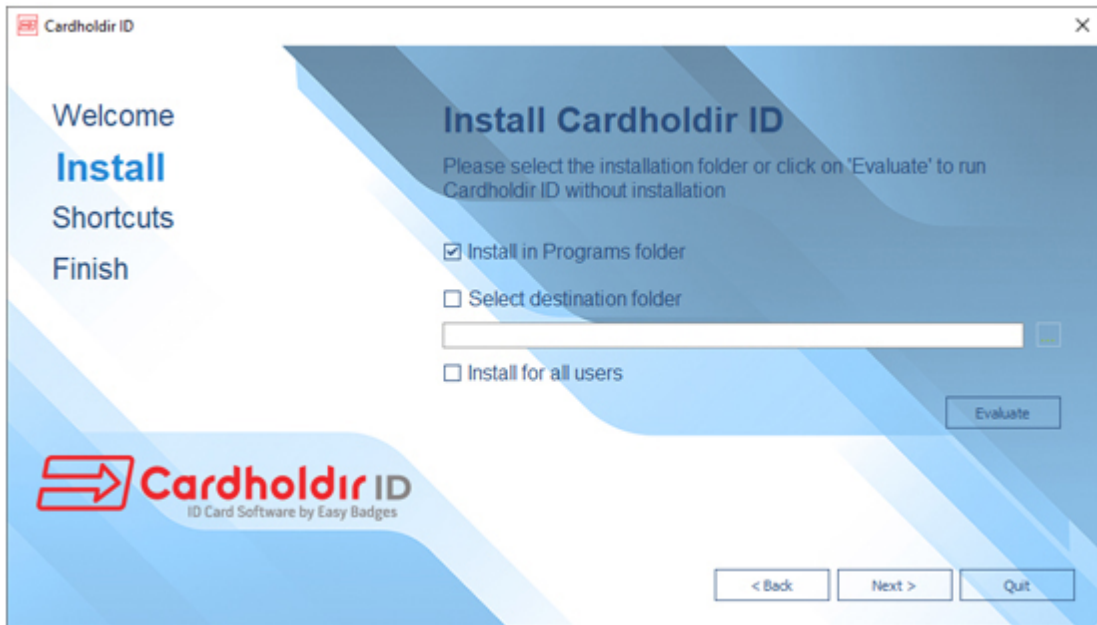 Cardholdir ID
Welcome
Install
Shortcuts
Finish
Install Cardholdir ID
Please select the installation folder or click on 'Evaluate' to run
Cardholdir ID without installation
Install in Programs folder
Select destination folder
...
Install for all users
Evaluate
Cardholdir ID
ID Card Software by Easy Badges
< Back
Next >
Quit